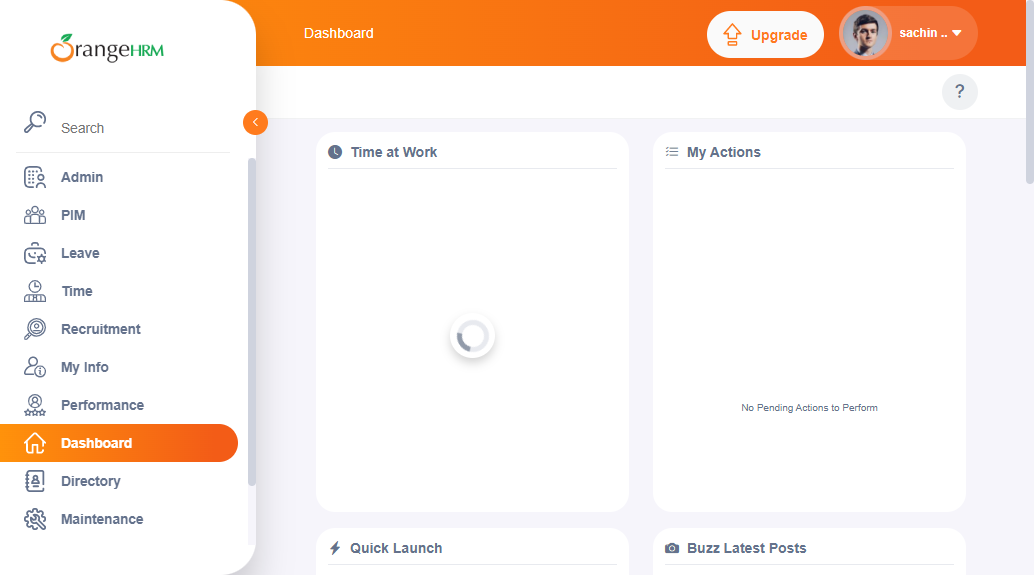 OrangeHRM
Dashboard
Upgrade
sachin ..
?
Search
Admin
PIM
Leave
Time
Recruitment
My Info
Performance
Dashboard
Directory
Maintenance
Time at Work
My Actions
No Pending Actions to Perform
Quick Launch
Buzz Latest Posts